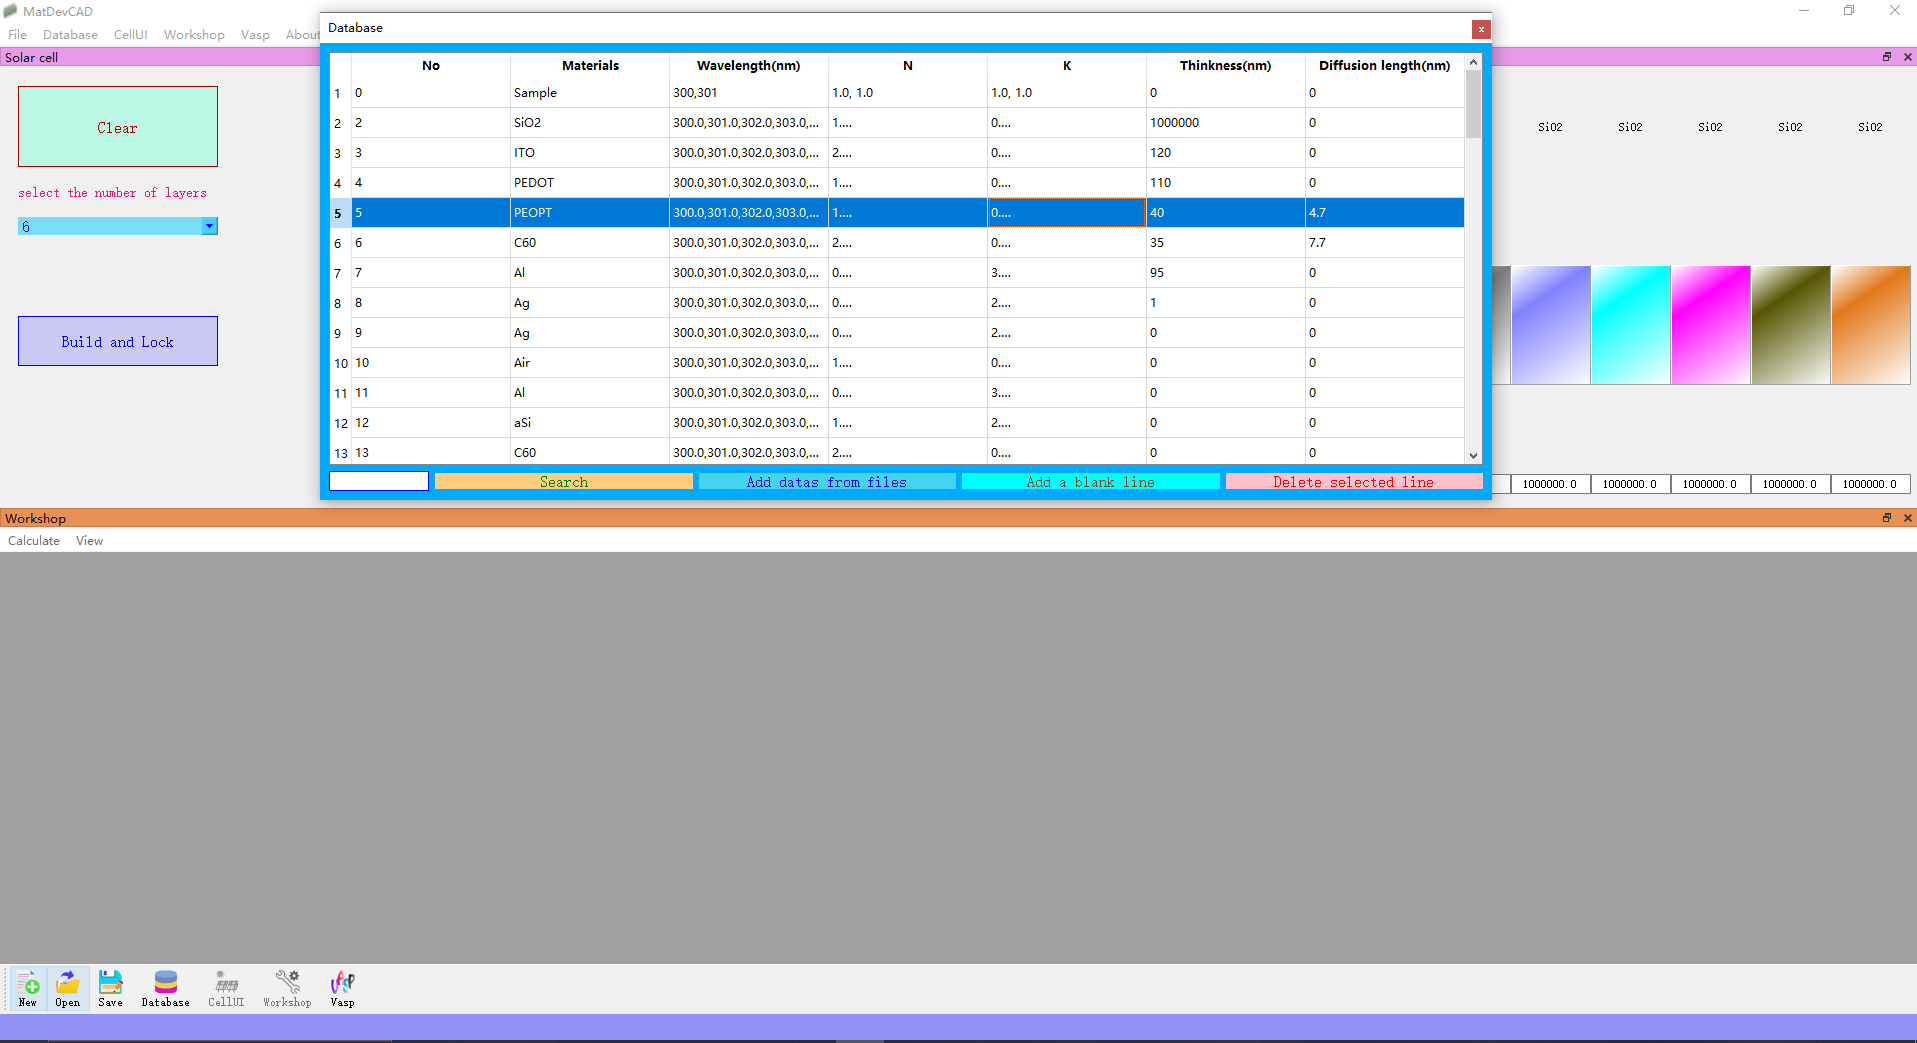 MatDevCAD
File Database CellUI Workshop Vasp About
Solar cell
Clear
select the number of layers
6
Build and Lock
Database
x
No Materials Wavelength(nm) N K Thinkness(nm) Diffusion length(nm)
1 0 Sample 300,301 1.0, 1.0 1.0, 1.0 0 0
2 2 SiO2 300.0,301.0,302.0,303.0,... 1.... 0.... 1000000 0
3 3 ITO 300.0,301.0,302.0,303.0,... 2.... 0.... 120 0
4 4 PEDOT 300.0,301.0,302.0,303.0,... 1.... 0.... 110 0
5 5 PEOPT 300.0,301.0,302.0,303.0,... 1.... 0.... 40 4.7
6 6 C60 300.0,301.0,302.0,303.0,... 2.... 0.... 35 7.7
7 7 Al 300.0,301.0,302.0,303.0,... 0.... 3.... 95 0
8 8 Ag 300.0,301.0,302.0,303.0,... 0.... 2.... 1 0
9 9 Ag 300.0,301.0,302.0,303.0,... 0.... 2.... 0 0
10 10 Air 300.0,301.0,302.0,303.0,... 1.... 0.... 0 0
11 11 Al 300.0,301.0,302.0,303.0,... 0.... 3.... 0 0
12 12 aSi 300.0,301.0,302.0,303.0,... 1.... 2.... 0 0
13 13 C60 300.0,301.0,302.0,303.0,... 2.... 0.... 0 0
Search Add datas from files Add a blank line Delete selected line
SiO2 SiO2 SiO2 SiO2 SiO2
1000000.0 1000000.0 1000000.0 1000000.0 1000000.0
Workshop
Calculate View
New Open Save Database CellUI Workshop Vasp